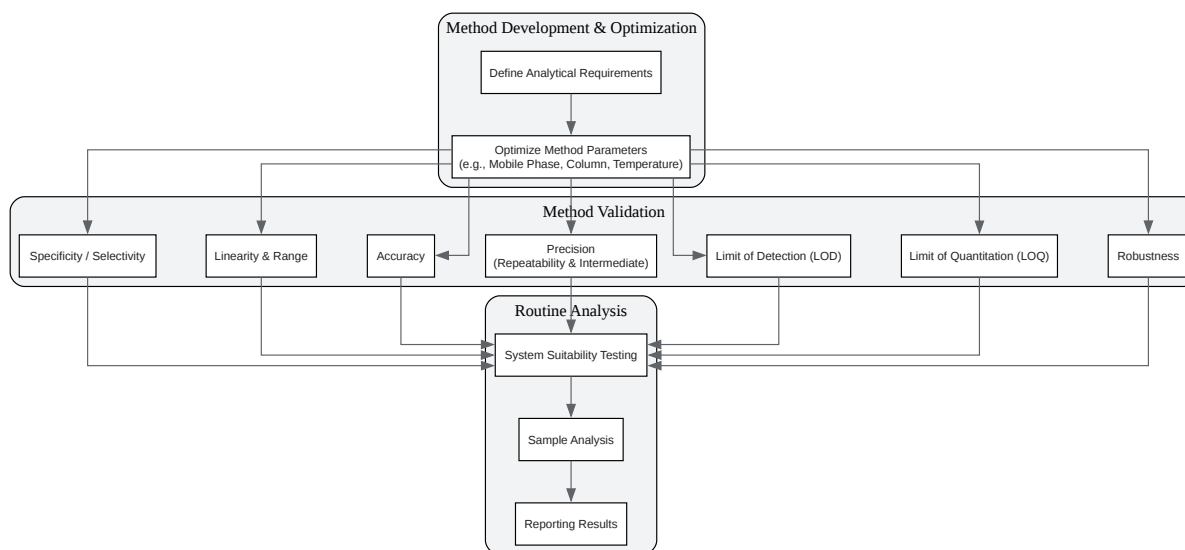 Method Development & Optimization
Define Analytical Requirements
Optimize Method Parameters
(e.g., Mobile Phase, Column, Temperature)
Method Validation
Specificity / Selectivity
Linearity & Range
Accuracy
Precision
(Repeatability & Intermediate)
Limit of Detection (LOD)
Limit of Quantitation (LOQ)
Robustness
Routine Analysis
System Suitability Testing
Sample Analysis
Reporting Results